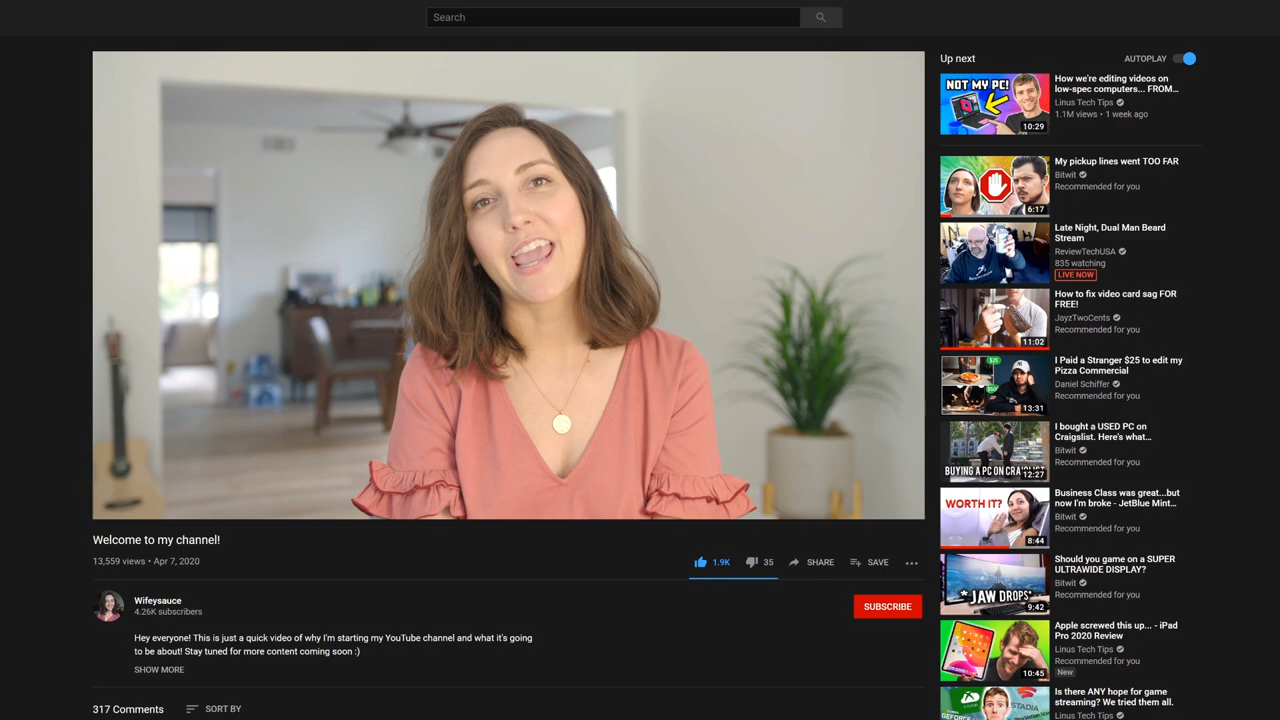 Search
Welcome to my channel!
13,559 views • Apr 7, 2020
1.9K
35
SHARE
SAVE
Wifeysauce
4.26K subscribers
SUBSCRIBE
Hey everyone! This is just a quick video of why I'm starting my YouTube channel and what it's going
to be about! Stay tuned for more content coming soon :)
SHOW MORE
317 Comments
SORT BY
Up next
AUTOPLAY
NOT MY PC!
10:29
How we're editing videos on
low-spec computers... FROM...
Linus Tech Tips
1.1M views • 1 week ago
6:17
My pickup lines went TOO FAR
Bitwit
Recommended for you
Late Night, Dual Man Beard
Stream
ReviewTechUSA
835 watching
LIVE NOW
11:02
How to fix video card sag FOR
FREE!
JayzTwoCents
Recommended for you
$25
13:31
I Paid a Stranger $25 to edit my
Pizza Commercial
Daniel Schiffer
Recommended for you
BUYING A PC ON CRAIGLIST
12:27
I bought a USED PC on
Craigslist. Here's what...
Bitwit
Recommended for you
WORTH IT?
8:44
Business Class was great...but
now I'm broke - JetBlue Mint...
Bitwit
Recommended for you
*JAW DROPS*
9:42
Should you game on a SUPER
ULTRAWIDE DISPLAY?
Bitwit
Recommended for you
10:45
Apple screwed this up... - iPad
Pro 2020 Review
Linus Tech Tips
Recommended for you
New
STADIA
Is there ANY hope for game
streaming? We tried them all.
Linus Tech Tips